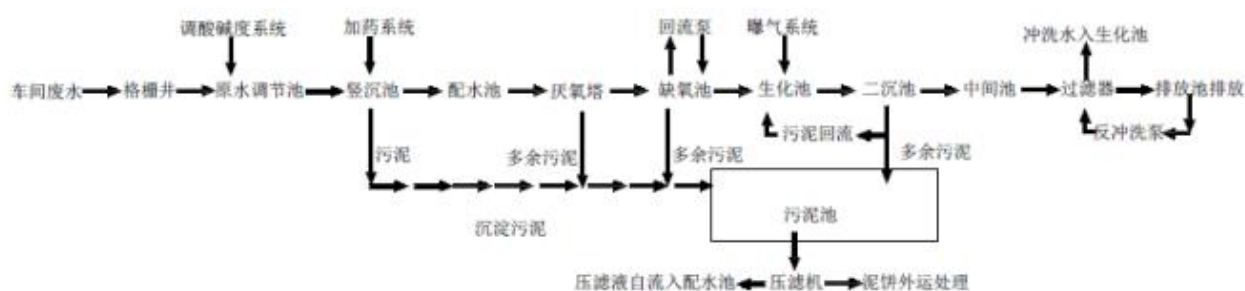 调酸碱度系统
加药系统
回流泵
曝气系统
冲洗水入生化池
车间废水
格栅井
原水调节池
竖沉池
配水池
厌氧塔
缺氧池
生化池
二沉池
中间池
过滤器
排放池排放
污泥回流
反冲洗泵
污泥
多余污泥
多余污泥
多余污泥
沉淀污泥
污泥池
压滤液自流入配水池
压滤机
泥饼外运处理